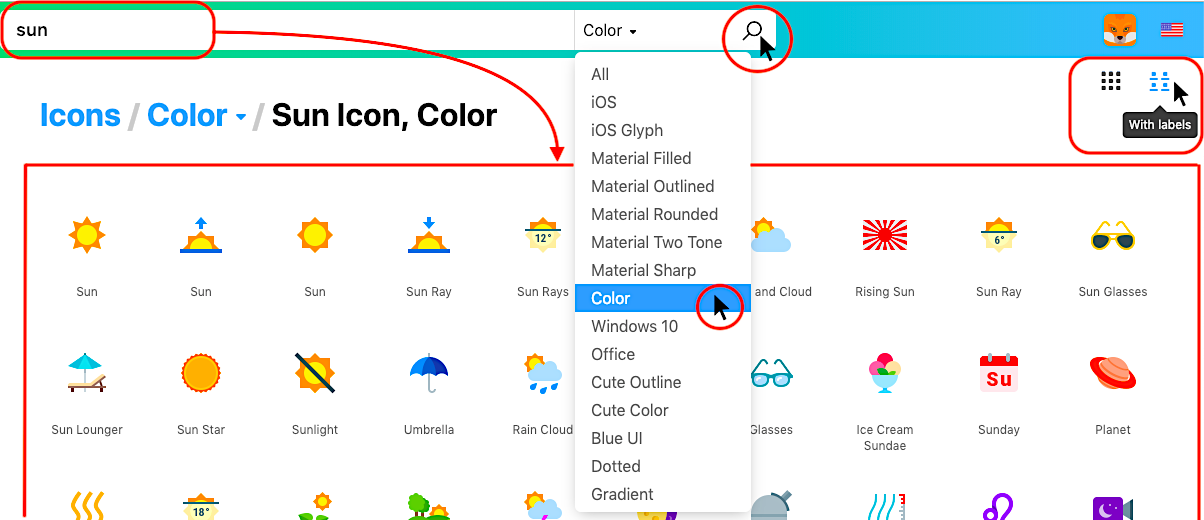 sun
Color
With labels
Icons / Color / Sun Icon, Color
All
iOS
iOS Glyph
Material Filled
Material Outlined
Material Rounded
Material Two Tone
Material Sharp
Color
Windows 10
Office
Cute Outline
Cute Color
Blue UI
Dotted
Gradient
12°
6°
Sun
Sun
Sun
Sun Ray
Sun Rays
and Cloud
Rising Sun
Sun Ray
Sun Glasses
Su
Sun Lounger
Sun Star
Sunlight
Umbrella
Rain Cloud
Glasses
Ice Cream
Sundae
Sunday
Planet
18°